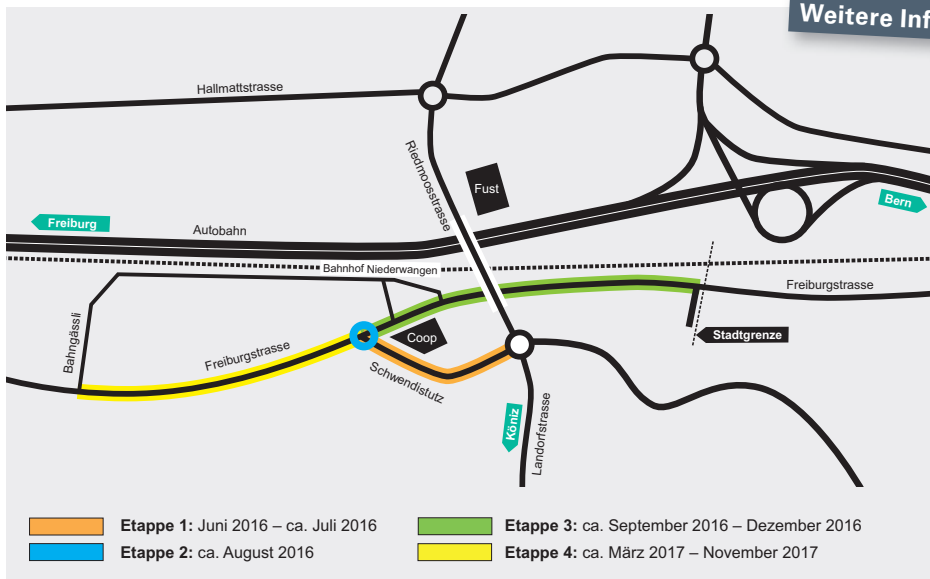 Weitere Inf
Hallmattstrasse
Riedmoosstrasse
Fust
Bern
Freiburg
Autobahn
Bahnhof Niederwangen
Freiburgstrasse
Stadtgrenze
Bahngässli
Freiburgstrasse
Coop
Schwendistutz
Köniz
Landorfstrasse
Etappe 1: Juni 2016 – ca. Juli 2016
Etappe 2: ca. August 2016
Etappe 3: ca. September 2016 – Dezember 2016
Etappe 4: ca. März 2017 – November 2017